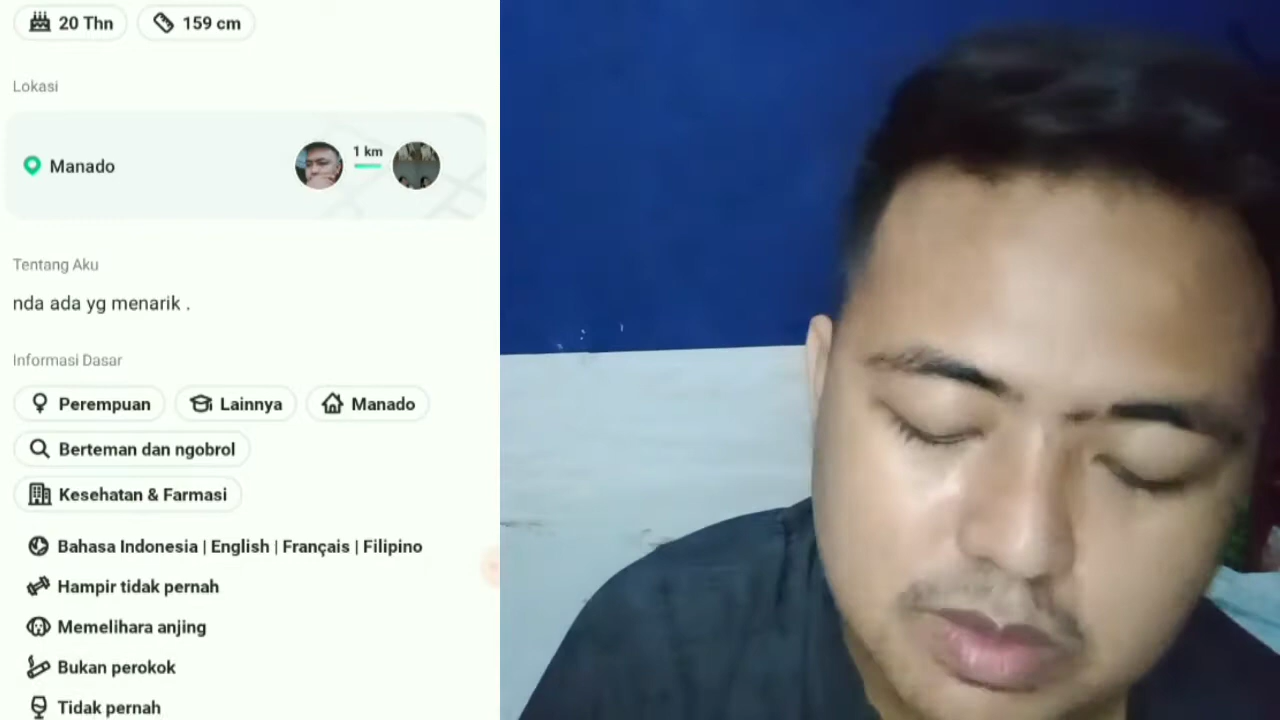 20 Thn 159 cm
Lokasi
Manado 1 km
Tentang Aku
nda ada yg menarik .
Informasi Dasar
Perempuan Lainnya Manado
Berteman dan ngobrol
Kesehatan & Farmasi
Bahasa Indonesia | English | Français | Filipino
Hampir tidak pernah
Memelihara anjing
Bukan perokok
Tidak pernah